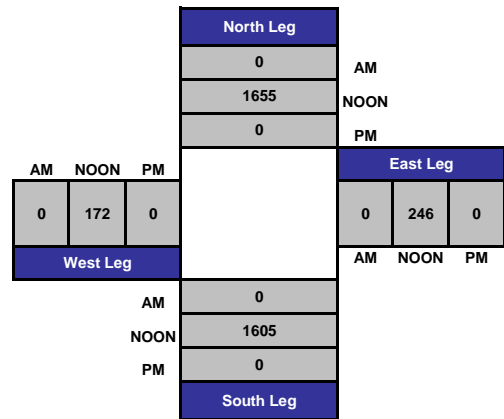 North Leg
0 AM
1655 NOON
0 PM
AM NOON PM East Leg
0 172 0 0 246 0
West Leg AM NOON PM
AM 0
NOON 1605
PM 0
South Leg